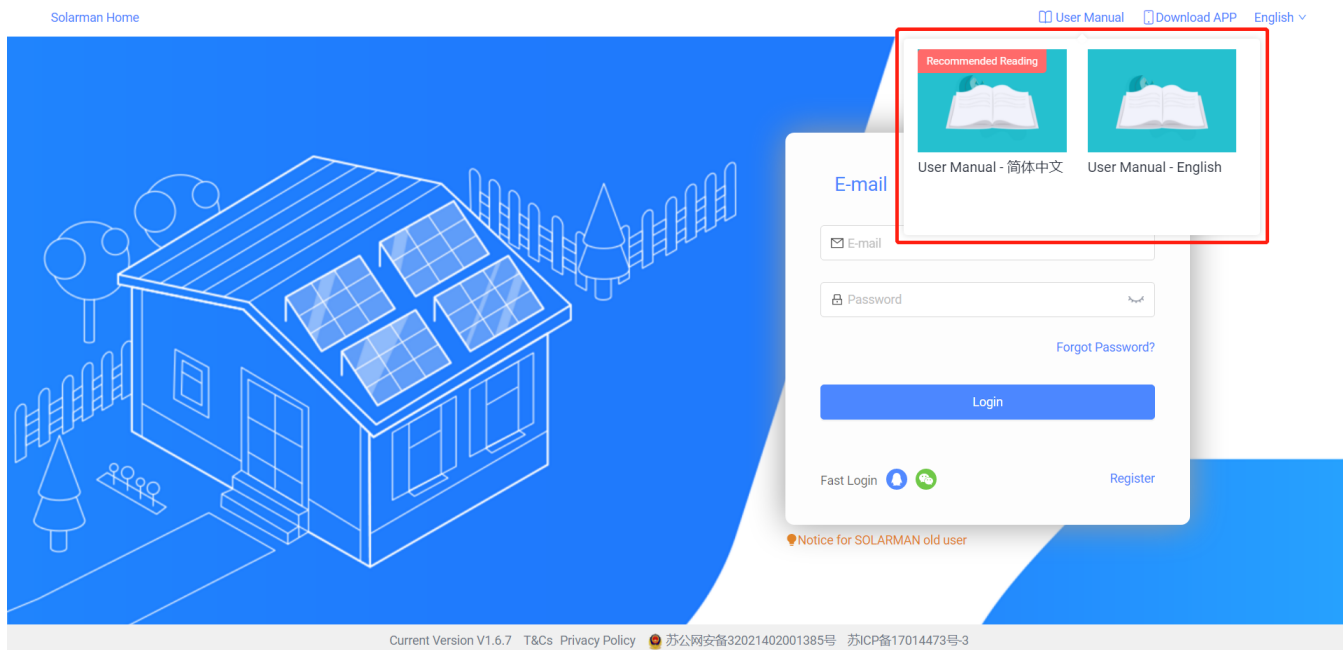 Solarman Home
User Manual
Download APP
English
Recommended Reading
User Manual - 简体中文
User Manual - English
E-mail
E-mail
Password
Forgot Password?
Login
Fast Login
Register
Notice for SOLARMAN old user
Current Version V1.6.7 T&Cs Privacy Policy 苏公网安备32021402001385号 苏ICP备17014473号-3